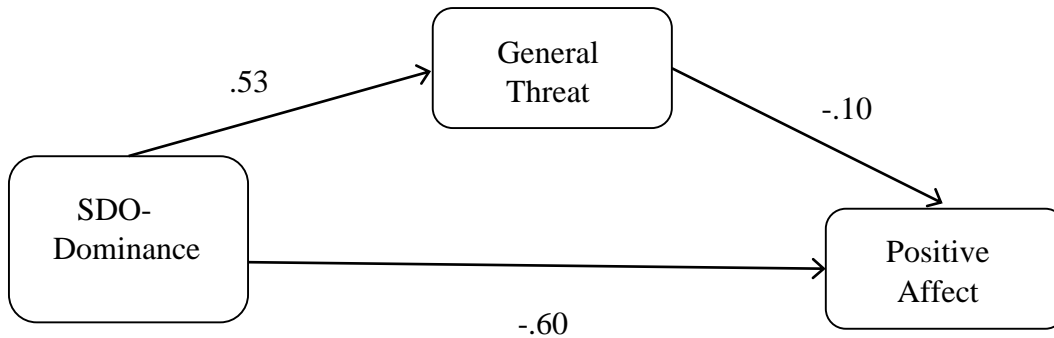 General
Threat
.53
-.10
SDO-
Dominance
Positive
Affect
-.60